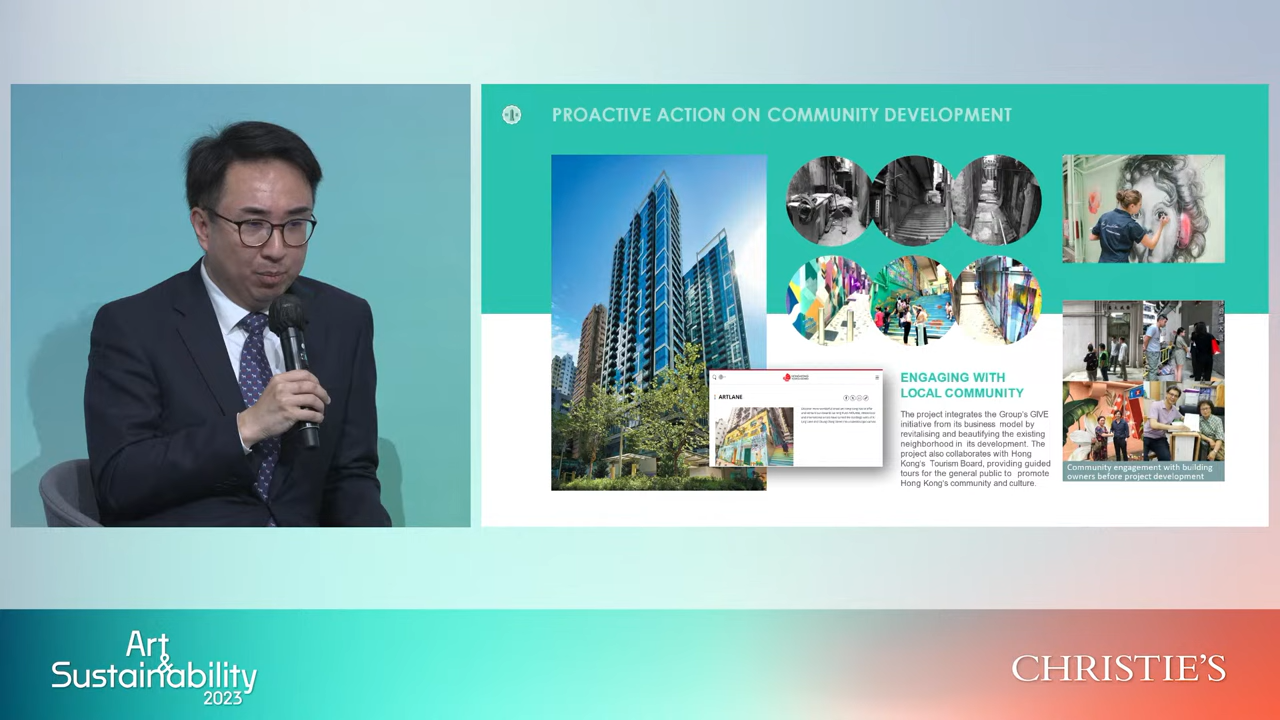 1
PROACTIVE ACTION ON COMMUNITY DEVELOPMENT
ARTLANE
ENGAGING WITH
LOCAL COMMUNITY
The project integrates the Group's GIVE
initiative from its business model by
revitalising and beautifying the existing
neighborhood in its development. The
project also collaborates with Hong
Kong's Tourism Board, providing guided
tours for the general public to promote
Hong Kong's community and culture.
Community engagement with building
owners before project development
Art
&
Sustainability
2023
CHRISTIE'S